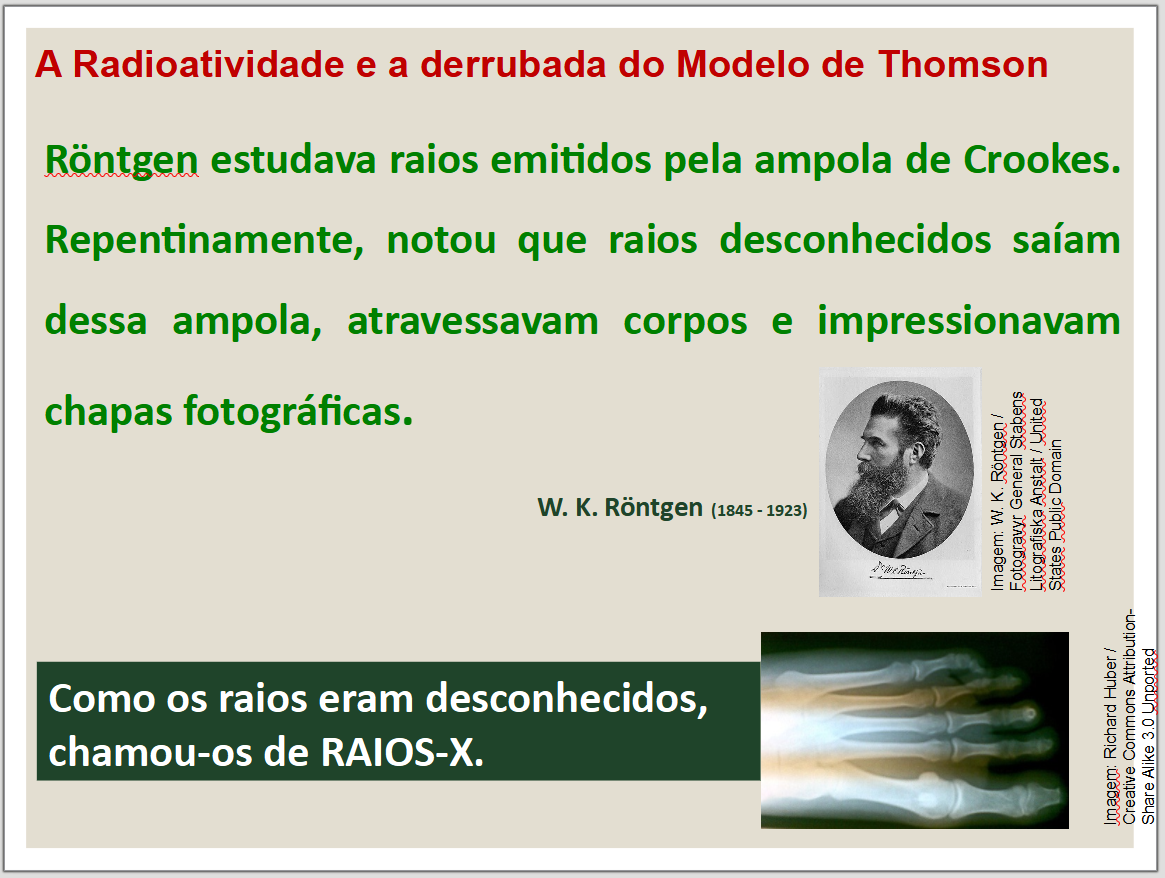 A Radioatividade e a derrubada do Modelo de Thomson
Röntgen estudava raios emitidos pela ampola de Crookes.
Repentinamente, notou que raios desconhecidos saíam
dessa ampola, atravessavam corpos e impressionavam
chapas fotográficas.
W. K. Röntgen (1845 - 1923)
Imagem: W. K. Röntgen /
Fotogravyr General Stabens
Litografiska Anstalt / United
States Public Domain
Como os raios eram desconhecidos,
chamou-os de RAIOS-X.
Imagem: Richard Huber /
Creative Commons Attribution-
Share Alike 3.0 Unported